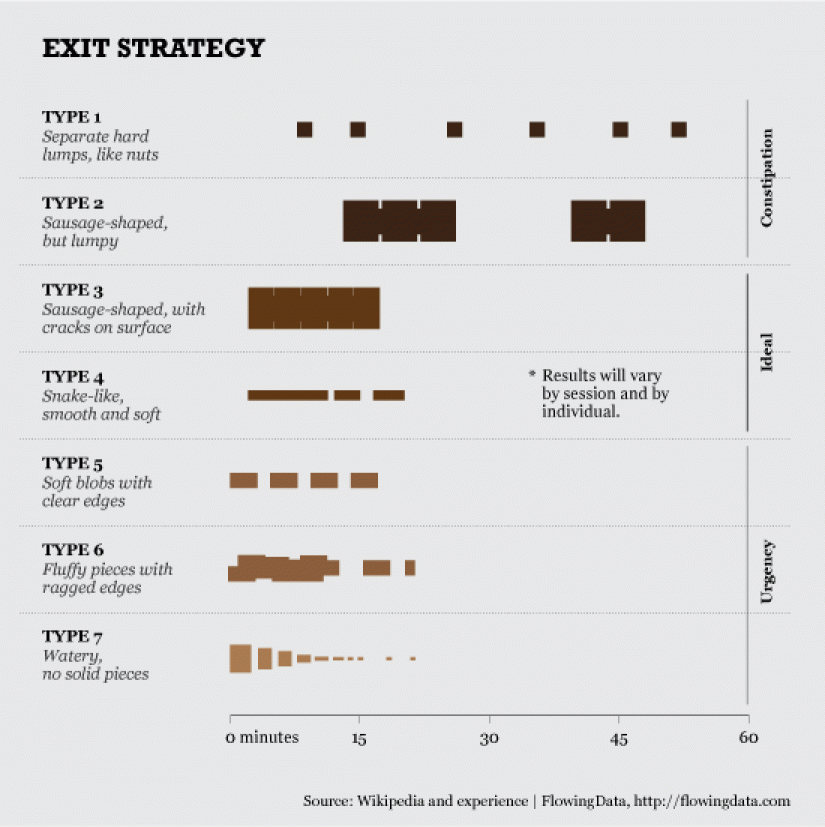 EXIT STRATEGY
TYPE 1
Separate hard
lumps, like nuts
TYPE 2
Sausage-shaped,
but lumpy
Constipation
TYPE 3
Sausage-shaped, with
cracks on surface
TYPE 4
Snake-like,
smooth and soft
* Results will vary
by session and by
individual.
Ideal
TYPE 5
Soft blobs with
clear edges
TYPE 6
Fluffy pieces with
ragged edges
TYPE 7
Watery,
no solid pieces
Urgency
0 minutes 15 30 45 60
Source: Wikipedia and experience | FlowingData, http://flowingdata.com